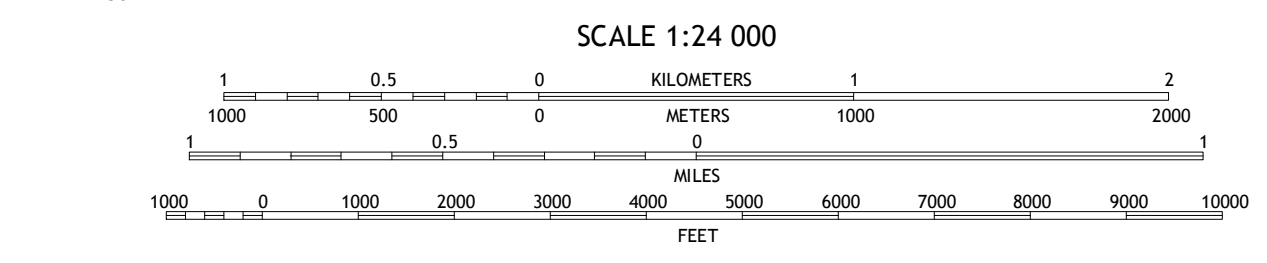 SCALE 1:24 000
1 0.5 0 KILOMETERS 1 2
1000 500 0 METERS 1000 2000
1 0.5 0 1
MILES
1000 0 1000 2000 3000 4000 5000 6000 7000 8000 9000 10000
FEET